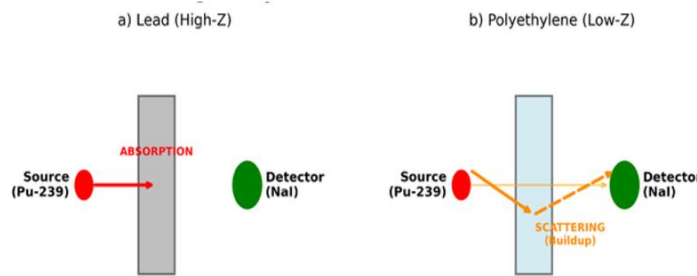 a) Lead (High-Z)
b) Polyethylene (Low-Z)
ABSORPTION
Source
(Pu-239)
Detector
(NaI)
Source
(Pu-239)
Detector
(NaI)
SCATTERING
(Buildup)